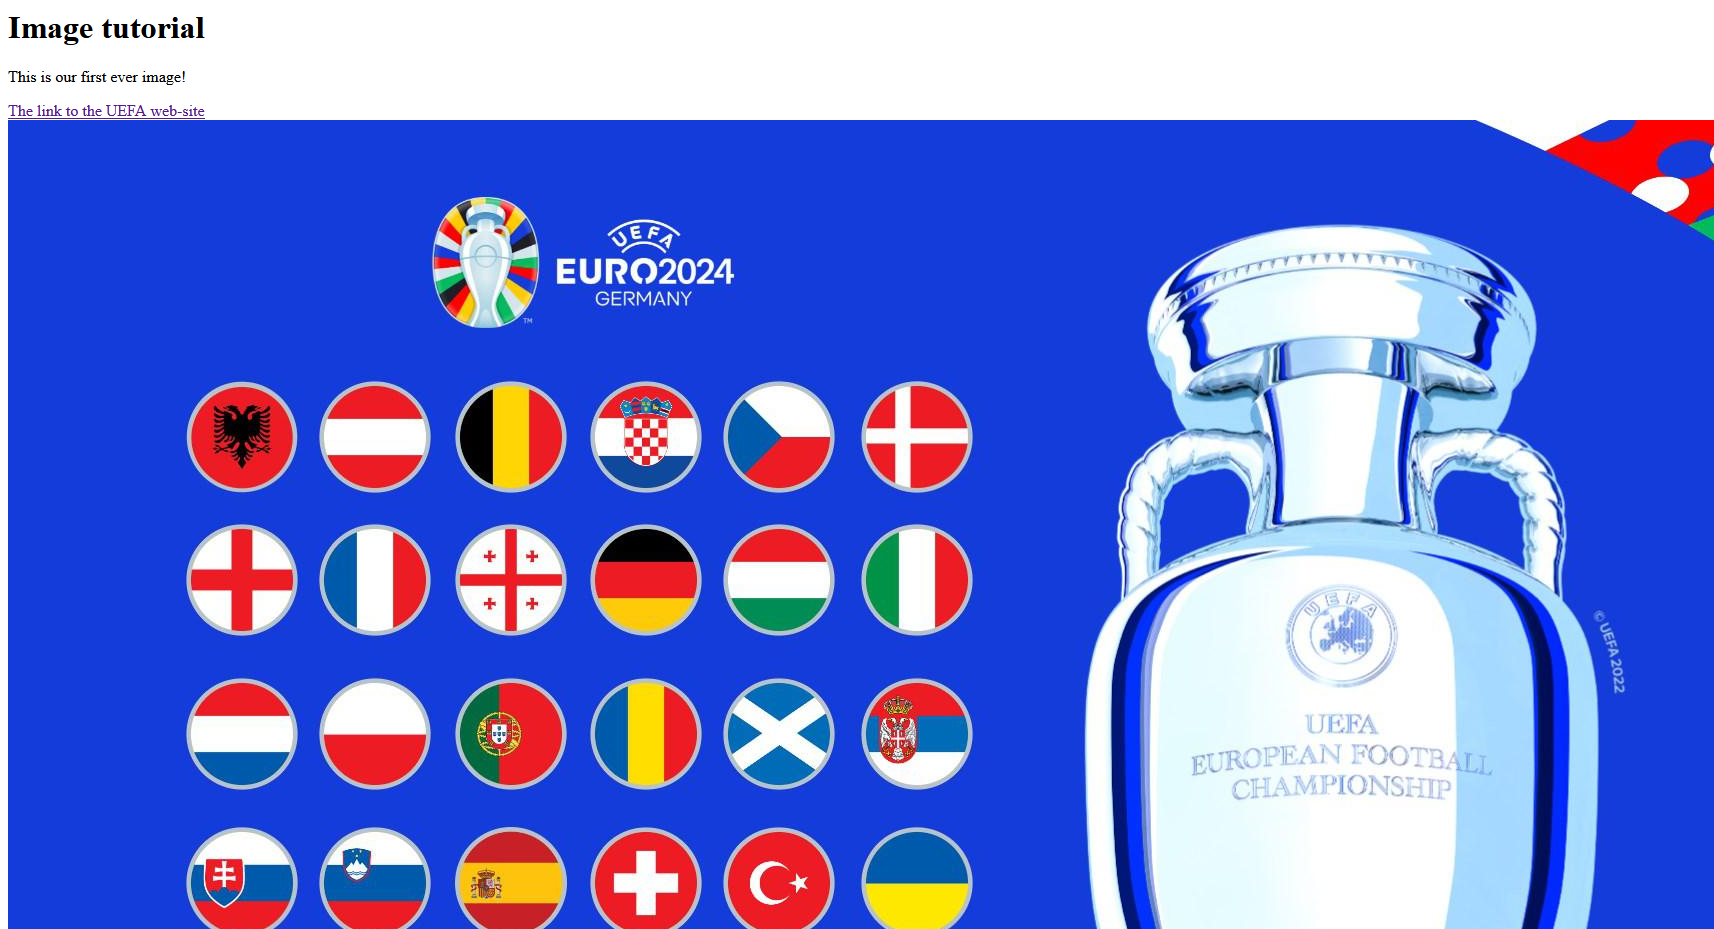 Image tutorial
This is our first ever image!
The link to the UEFA web-site
UEFA
EURO2024
GERMANY
TM
UEFA
© UEFA 2022
UEFA
EUROPEAN FOOTBALL
CHAMPIONSHIP